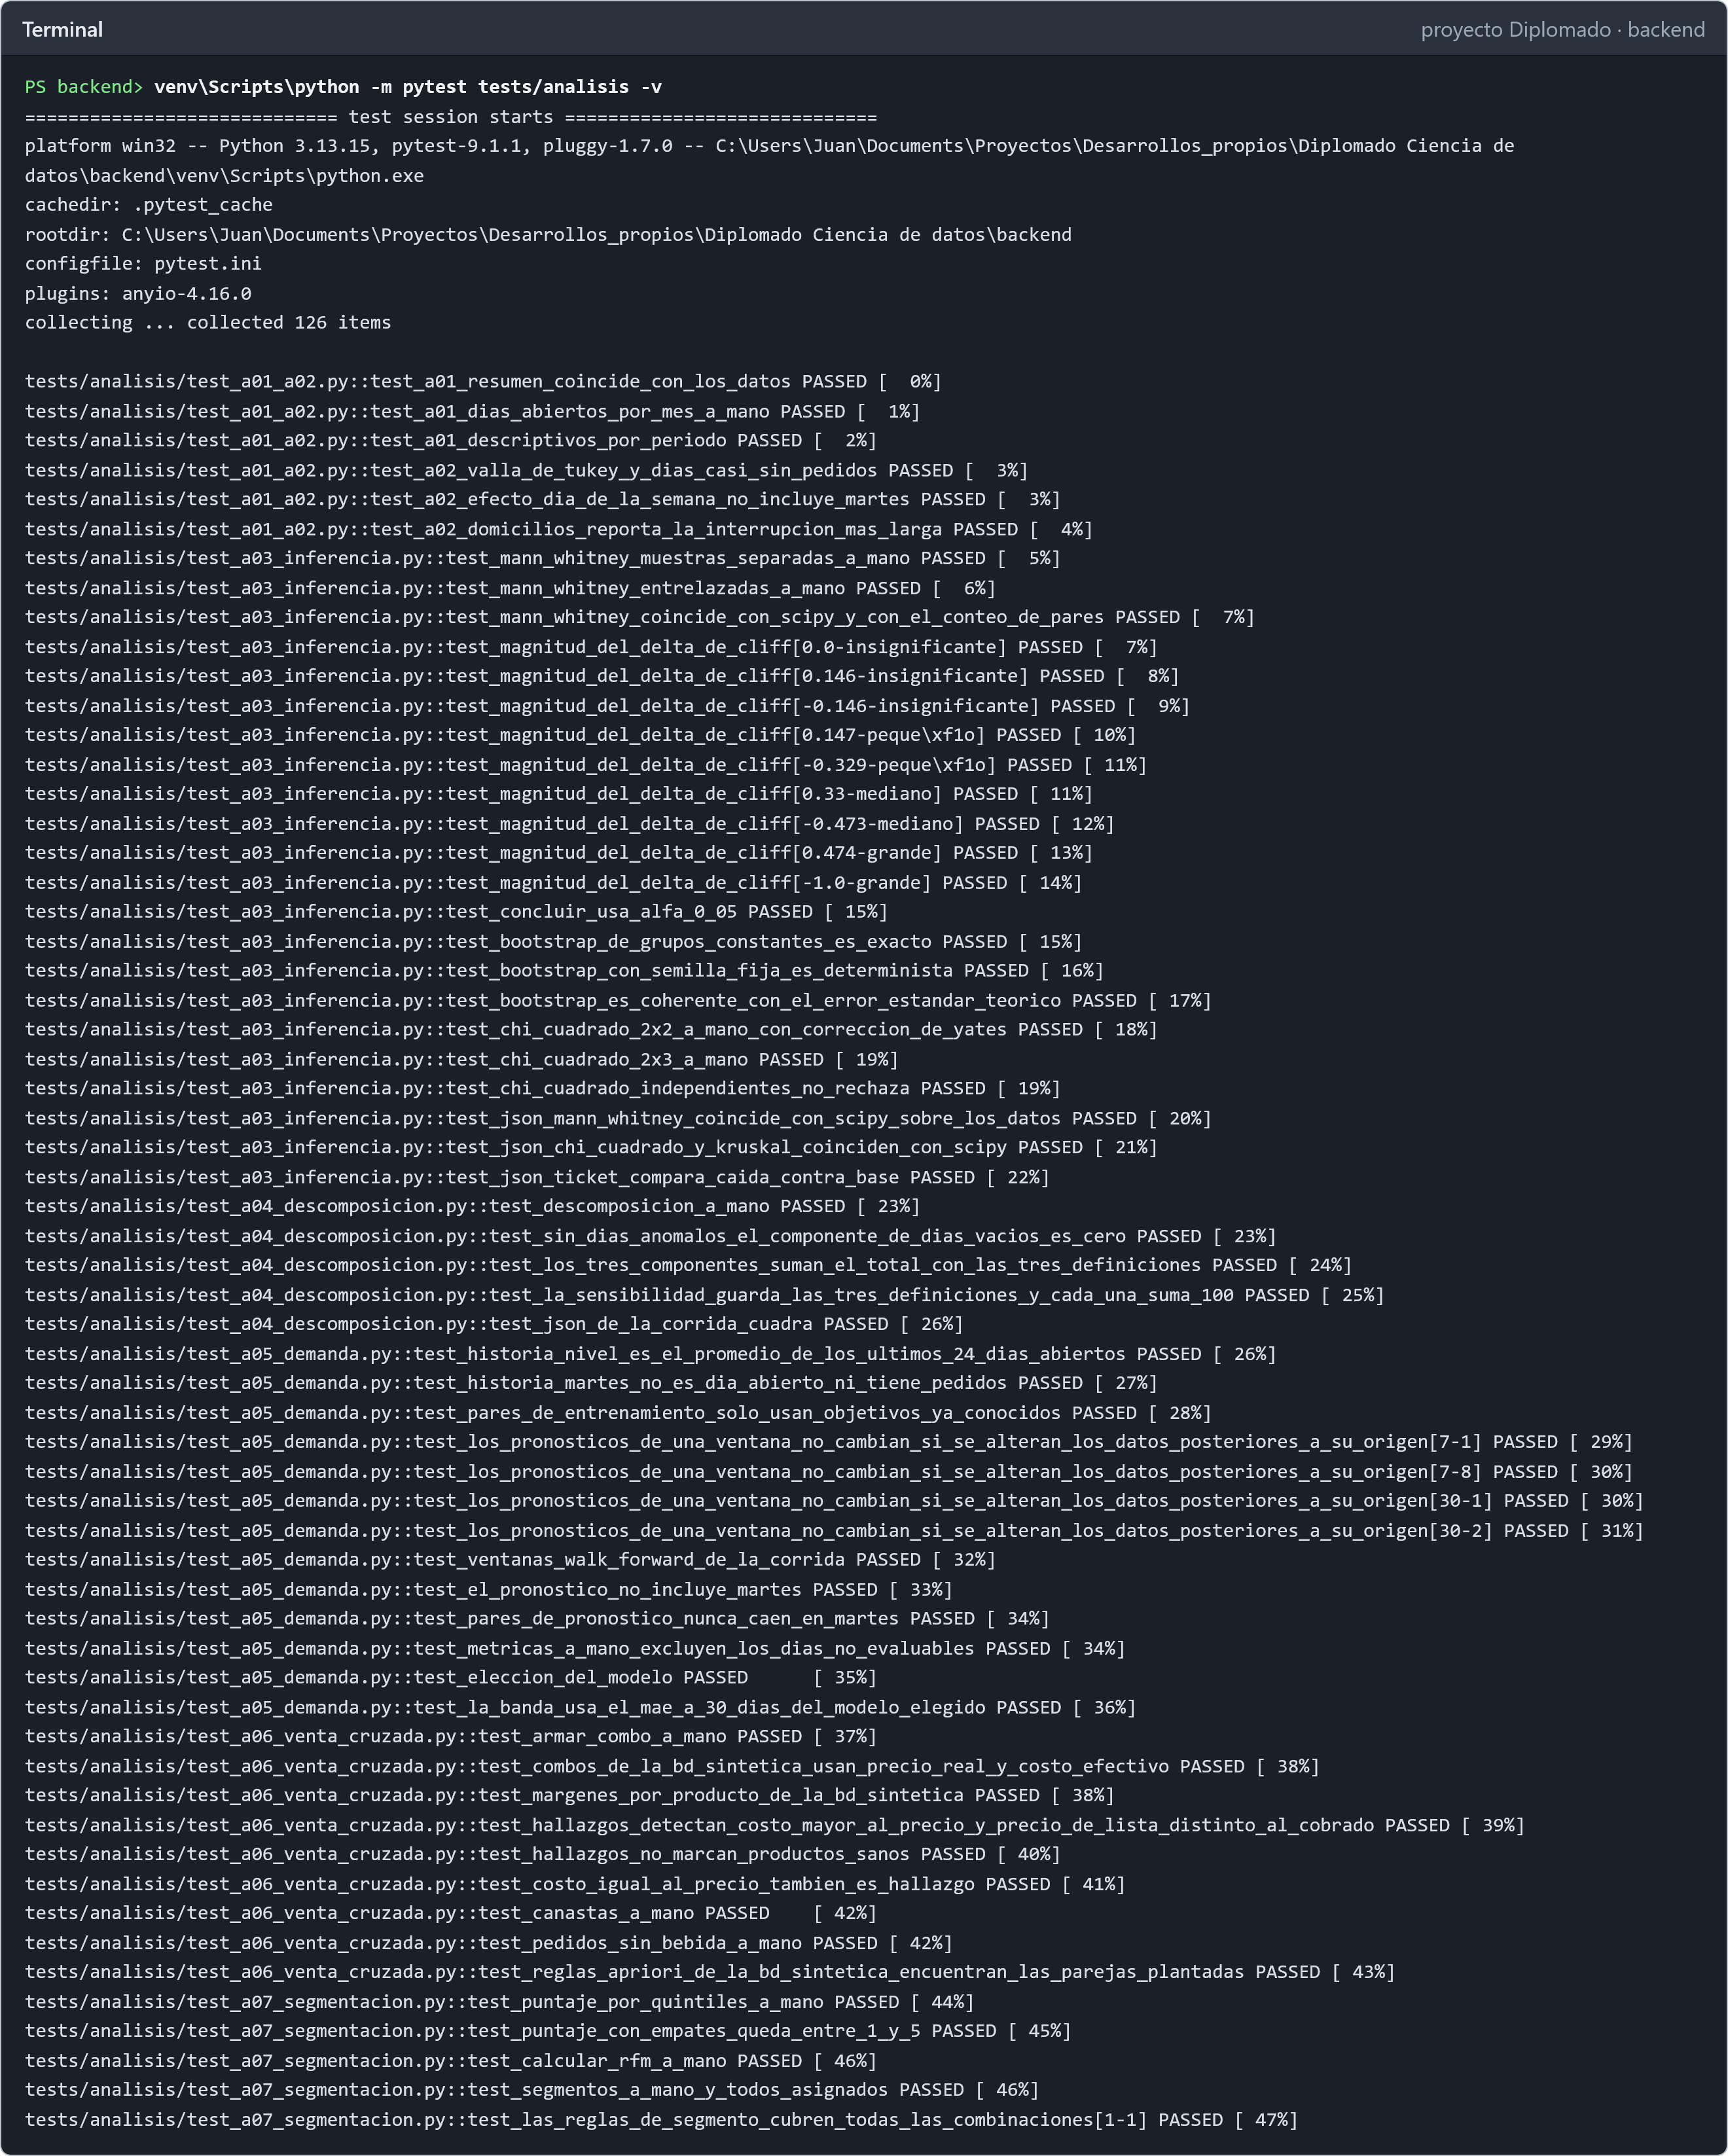 Terminal
proyecto Diplomado · backend
PS backend> venv\Scripts\python -m pytest tests/analisis -v
============================= test session starts =============================
platform win32 -- Python 3.13.15, pytest-9.1.1, pluggy-1.7.0 -- C:\Users\Juan\Documents\Proyectos\Desarrollos_propios\Diplomado Ciencia de
datos\backend\venv\Scripts\python.exe
cachedir: .pytest_cache
rootdir: C:\Users\Juan\Documents\Proyectos\Desarrollos_propios\Diplomado Ciencia de datos\backend
configfile: pytest.ini
plugins: anyio-4.16.0
collecting ... collected 126 items
tests/analisis/test_a01_a02.py::test_a01_resumen_coincide_con_los_datos PASSED [  0%]
tests/analisis/test_a01_a02.py::test_a01_dias_abiertos_por_mes_a_mano PASSED [  1%]
tests/analisis/test_a01_a02.py::test_a01_descriptivos_por_periodo PASSED [  2%]
tests/analisis/test_a01_a02.py::test_a02_valla_de_tukey_y_dias_casi_sin_pedidos PASSED [  3%]
tests/analisis/test_a01_a02.py::test_a02_efecto_dia_de_la_semana_no_incluye_martes PASSED [  3%]
tests/analisis/test_a01_a02.py::test_a02_domicilios_reporta_la_interrupcion_mas_larga PASSED [  4%]
tests/analisis/test_a03_inferencia.py::test_mann_whitney_muestras_separadas_a_mano PASSED [  5%]
tests/analisis/test_a03_inferencia.py::test_mann_whitney_entrelazadas_a_mano PASSED [  6%]
tests/analisis/test_a03_inferencia.py::test_mann_whitney_coincide_con_scipy_y_con_el_conteo_de_pares PASSED [  7%]
tests/analisis/test_a03_inferencia.py::test_magnitud_del_delta_de_cliff[0.0-insignificante] PASSED [  7%]
tests/analisis/test_a03_inferencia.py::test_magnitud_del_delta_de_cliff[0.146-insignificante] PASSED [  8%]
tests/analisis/test_a03_inferencia.py::test_magnitud_del_delta_de_cliff[-0.146-insignificante] PASSED [  9%]
tests/analisis/test_a03_inferencia.py::test_magnitud_del_delta_de_cliff[0.147-peque\xf1o] PASSED [ 10%]
tests/analisis/test_a03_inferencia.py::test_magnitud_del_delta_de_cliff[-0.329-peque\xf1o] PASSED [ 11%]
tests/analisis/test_a03_inferencia.py::test_magnitud_del_delta_de_cliff[0.33-mediano] PASSED [ 11%]
tests/analisis/test_a03_inferencia.py::test_magnitud_del_delta_de_cliff[-0.473-mediano] PASSED [ 12%]
tests/analisis/test_a03_inferencia.py::test_magnitud_del_delta_de_cliff[0.474-grande] PASSED [ 13%]
tests/analisis/test_a03_inferencia.py::test_magnitud_del_delta_de_cliff[-1.0-grande] PASSED [ 14%]
tests/analisis/test_a03_inferencia.py::test_concluir_usa_alfa_0_05 PASSED [ 15%]
tests/analisis/test_a03_inferencia.py::test_bootstrap_de_grupos_constantes_es_exacto PASSED [ 15%]
tests/analisis/test_a03_inferencia.py::test_bootstrap_con_semilla_fija_es_determinista PASSED [ 16%]
tests/analisis/test_a03_inferencia.py::test_bootstrap_es_coherente_con_el_error_estandar_teorico PASSED [ 17%]
tests/analisis/test_a03_inferencia.py::test_chi_cuadrado_2x2_a_mano_con_correccion_de_yates PASSED [ 18%]
tests/analisis/test_a03_inferencia.py::test_chi_cuadrado_2x3_a_mano PASSED [ 19%]
tests/analisis/test_a03_inferencia.py::test_chi_cuadrado_independientes_no_rechaza PASSED [ 19%]
tests/analisis/test_a03_inferencia.py::test_json_mann_whitney_coincide_con_scipy_sobre_los_datos PASSED [ 20%]
tests/analisis/test_a03_inferencia.py::test_json_chi_cuadrado_y_kruskal_coinciden_con_scipy PASSED [ 21%]
tests/analisis/test_a03_inferencia.py::test_json_ticket_compara_caida_contra_base PASSED [ 22%]
tests/analisis/test_a04_descomposicion.py::test_descomposicion_a_mano PASSED [ 23%]
tests/analisis/test_a04_descomposicion.py::test_sin_dias_anomalos_el_componente_de_dias_vacios_es_cero PASSED [ 23%]
tests/analisis/test_a04_descomposicion.py::test_los_tres_componentes_suman_el_total_con_las_tres_definiciones PASSED [ 24%]
tests/analisis/test_a04_descomposicion.py::test_la_sensibilidad_guarda_las_tres_definiciones_y_cada_una_suma_100 PASSED [ 25%]
tests/analisis/test_a04_descomposicion.py::test_json_de_la_corrida_cuadra PASSED [ 26%]
tests/analisis/test_a05_demanda.py::test_historia_nivel_es_el_promedio_de_los_ultimos_24_dias_abiertos PASSED [ 26%]
tests/analisis/test_a05_demanda.py::test_historia_martes_no_es_dia_abierto_ni_tiene_pedidos PASSED [ 27%]
tests/analisis/test_a05_demanda.py::test_pares_de_entrenamiento_solo_usan_objetivos_ya_conocidos PASSED [ 28%]
tests/analisis/test_a05_demanda.py::test_los_pronosticos_de_una_ventana_no_cambian_si_se_alteran_los_datos_posteriores_a_su_origen[7-1] PASSED [ 29%]
tests/analisis/test_a05_demanda.py::test_los_pronosticos_de_una_ventana_no_cambian_si_se_alteran_los_datos_posteriores_a_su_origen[7-8] PASSED [ 30%]
tests/analisis/test_a05_demanda.py::test_los_pronosticos_de_una_ventana_no_cambian_si_se_alteran_los_datos_posteriores_a_su_origen[30-1] PASSED [ 30%]
tests/analisis/test_a05_demanda.py::test_los_pronosticos_de_una_ventana_no_cambian_si_se_alteran_los_datos_posteriores_a_su_origen[30-2] PASSED [ 31%]
tests/analisis/test_a05_demanda.py::test_ventanas_walk_forward_de_la_corrida PASSED [ 32%]
tests/analisis/test_a05_demanda.py::test_el_pronostico_no_incluye_martes PASSED [ 33%]
tests/analisis/test_a05_demanda.py::test_pares_de_pronostico_nunca_caen_en_martes PASSED [ 34%]
tests/analisis/test_a05_demanda.py::test_metricas_a_mano_excluyen_los_dias_no_evaluables PASSED [ 34%]
tests/analisis/test_a05_demanda.py::test_eleccion_del_modelo PASSED      [ 35%]
tests/analisis/test_a05_demanda.py::test_la_banda_usa_el_mae_a_30_dias_del_modelo_elegido PASSED [ 36%]
tests/analisis/test_a06_venta_cruzada.py::test_armar_combo_a_mano PASSED [ 37%]
tests/analisis/test_a06_venta_cruzada.py::test_combos_de_la_bd_sintetica_usan_precio_real_y_costo_efectivo PASSED [ 38%]
tests/analisis/test_a06_venta_cruzada.py::test_margenes_por_producto_de_la_bd_sintetica PASSED [ 38%]
tests/analisis/test_a06_venta_cruzada.py::test_hallazgos_detectan_costo_mayor_al_precio_y_precio_de_lista_distinto_al_cobrado PASSED [ 39%]
tests/analisis/test_a06_venta_cruzada.py::test_hallazgos_no_marcan_productos_sanos PASSED [ 40%]
tests/analisis/test_a06_venta_cruzada.py::test_costo_igual_al_precio_tambien_es_hallazgo PASSED [ 41%]
tests/analisis/test_a06_venta_cruzada.py::test_canastas_a_mano PASSED    [ 42%]
tests/analisis/test_a06_venta_cruzada.py::test_pedidos_sin_bebida_a_mano PASSED [ 42%]
tests/analisis/test_a06_venta_cruzada.py::test_reglas_apriori_de_la_bd_sintetica_encuentran_las_parejas_plantadas PASSED [ 43%]
tests/analisis/test_a07_segmentacion.py::test_puntaje_por_quintiles_a_mano PASSED [ 44%]
tests/analisis/test_a07_segmentacion.py::test_puntaje_con_empates_queda_entre_1_y_5 PASSED [ 45%]
tests/analisis/test_a07_segmentacion.py::test_calcular_rfm_a_mano PASSED [ 46%]
tests/analisis/test_a07_segmentacion.py::test_segmentos_a_mano_y_todos_asignados PASSED [ 46%]
tests/analisis/test_a07_segmentacion.py::test_las_reglas_de_segmento_cubren_todas_las_combinaciones[1-1] PASSED [ 47%]